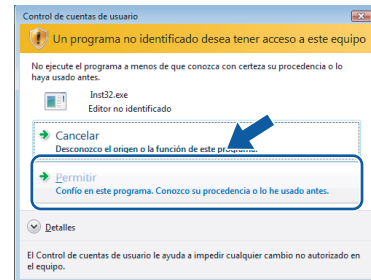 Control de cuentas de usuario
Un programa no identificado desea tener acceso a este equipo
No ejecute el programa a menos de que conozca con certeza su procedencia o lo
haya usado antes.
Inst32.exe
Editor no identificado
Cancelar
Desconozco el origen o la función de este programa.
Permitir
Confío en este programa. Conozco su procedencia o lo he usado antes.
Detalles
El Control de cuentas de usuario le ayuda a impedir cualquier cambio no autorizado en
el equipo.